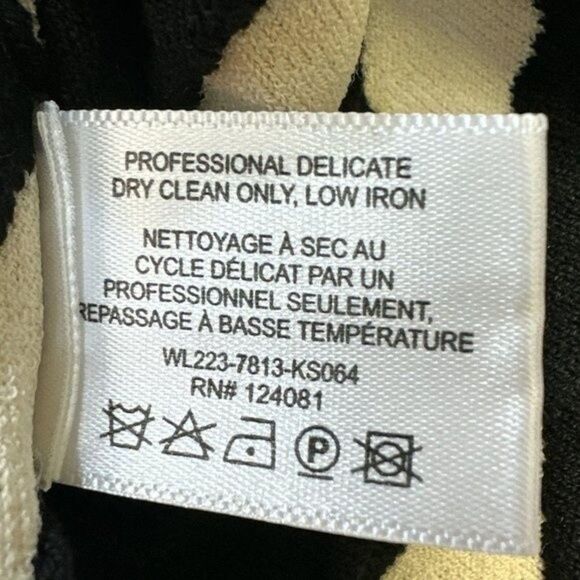 PROFESSIONAL DELICATE
DRY CLEAN ONLY, LOW IRON
NETTOYAGE À SEC AU
CYCLE DÉLICAT PAR UN
PROFESSIONNEL SEULEMENT,
REPASSAGE À BASSE TEMPÉRATURE
WL223-7813-KS064
RN# 124081
P